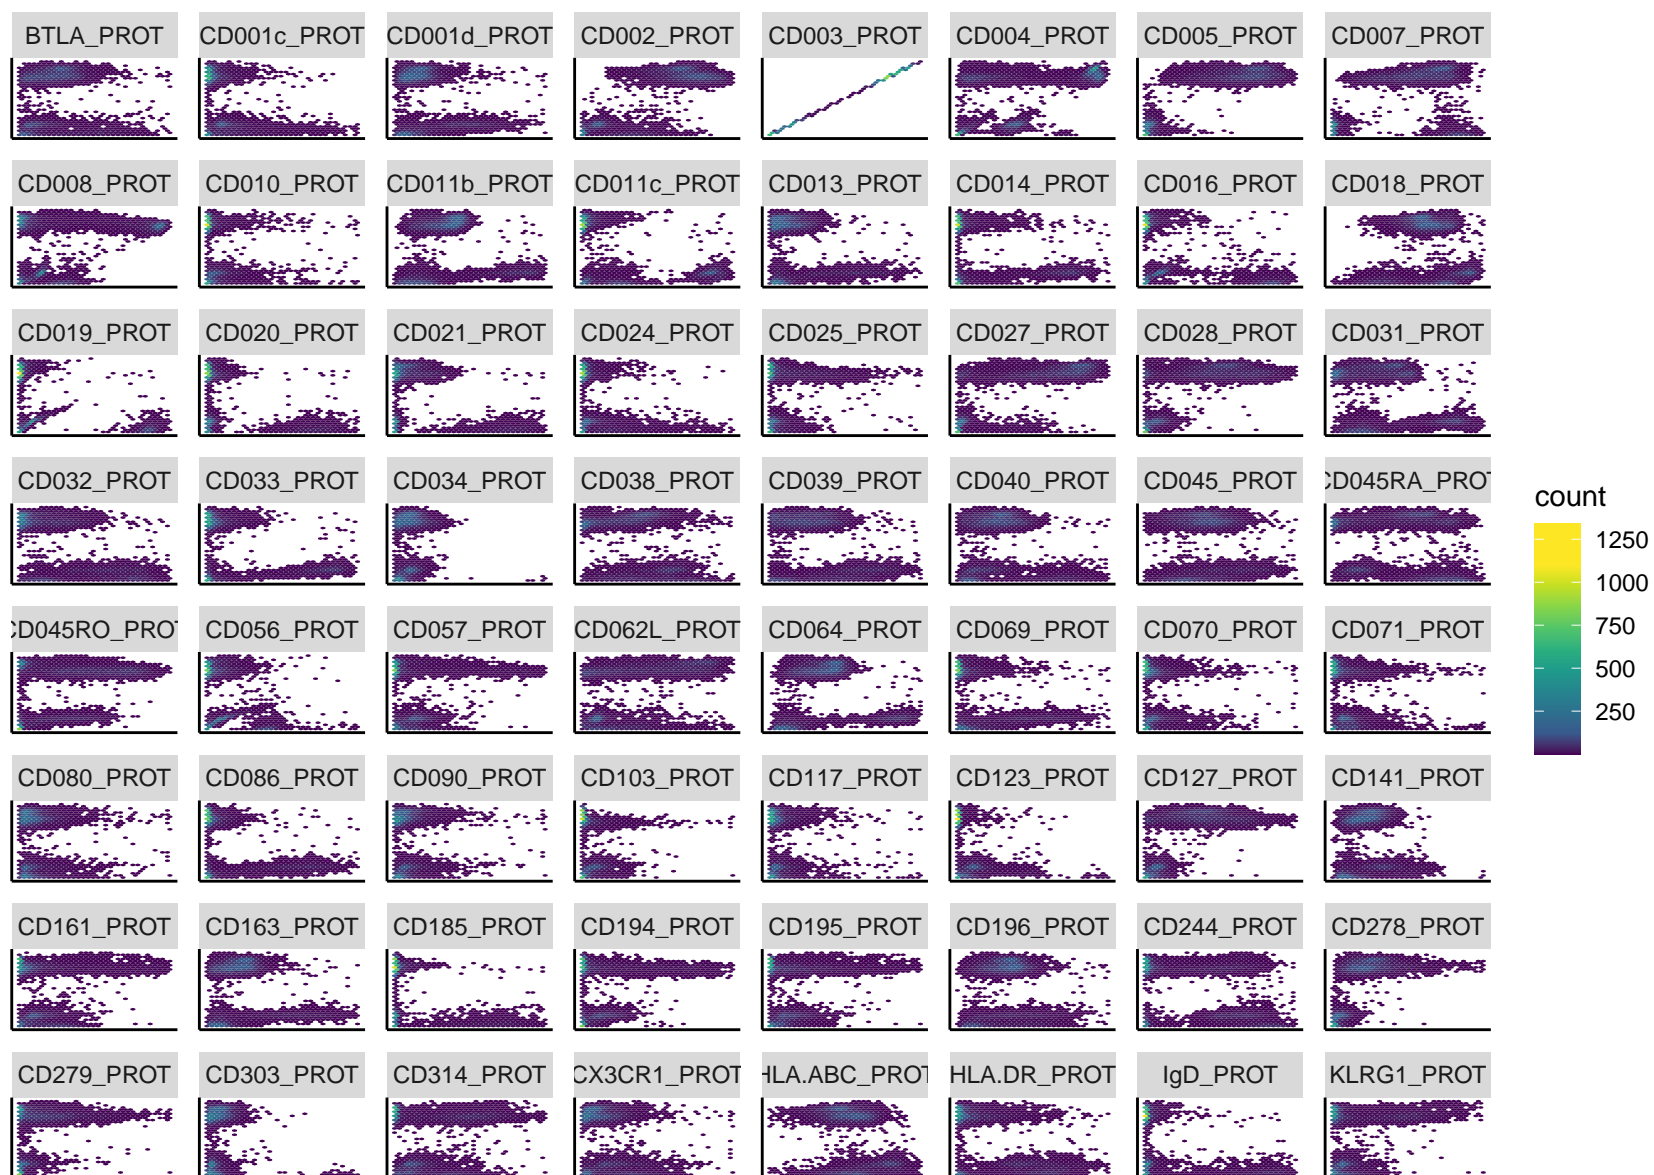 BTLA_PROT CD001c_PROT CD001d_PROT CD002_PROT CD003_PROT CD004_PROT CD005_PROT CD007_PROT
CD008_PROT CD010_PROT CD011b_PROT CD011c_PROT CD013_PROT CD014_PROT CD016_PROT CD018_PROT
CD019_PROT CD020_PROT CD021_PROT CD024_PROT CD025_PROT CD027_PROT CD028_PROT CD031_PROT
CD032_PROT CD033_PROT CD034_PROT CD038_PROT CD039_PROT CD040_PROT CD045_PROT CD045RA_PROT
CD045RO_PROT CD056_PROT CD057_PROT CD062L_PROT CD064_PROT CD069_PROT CD070_PROT CD071_PROT
CD080_PROT CD086_PROT CD090_PROT CD103_PROT CD117_PROT CD123_PROT CD127_PROT CD141_PROT
CD161_PROT CD163_PROT CD185_PROT CD194_PROT CD195_PROT CD196_PROT CD244_PROT CD278_PROT
CD279_PROT CD303_PROT CD314_PROT CX3CR1_PROT HLA.ABC_PROT HLA.DR_PROT IgD_PROT KLRG1_PROT
count
1250
1000
750
500
250